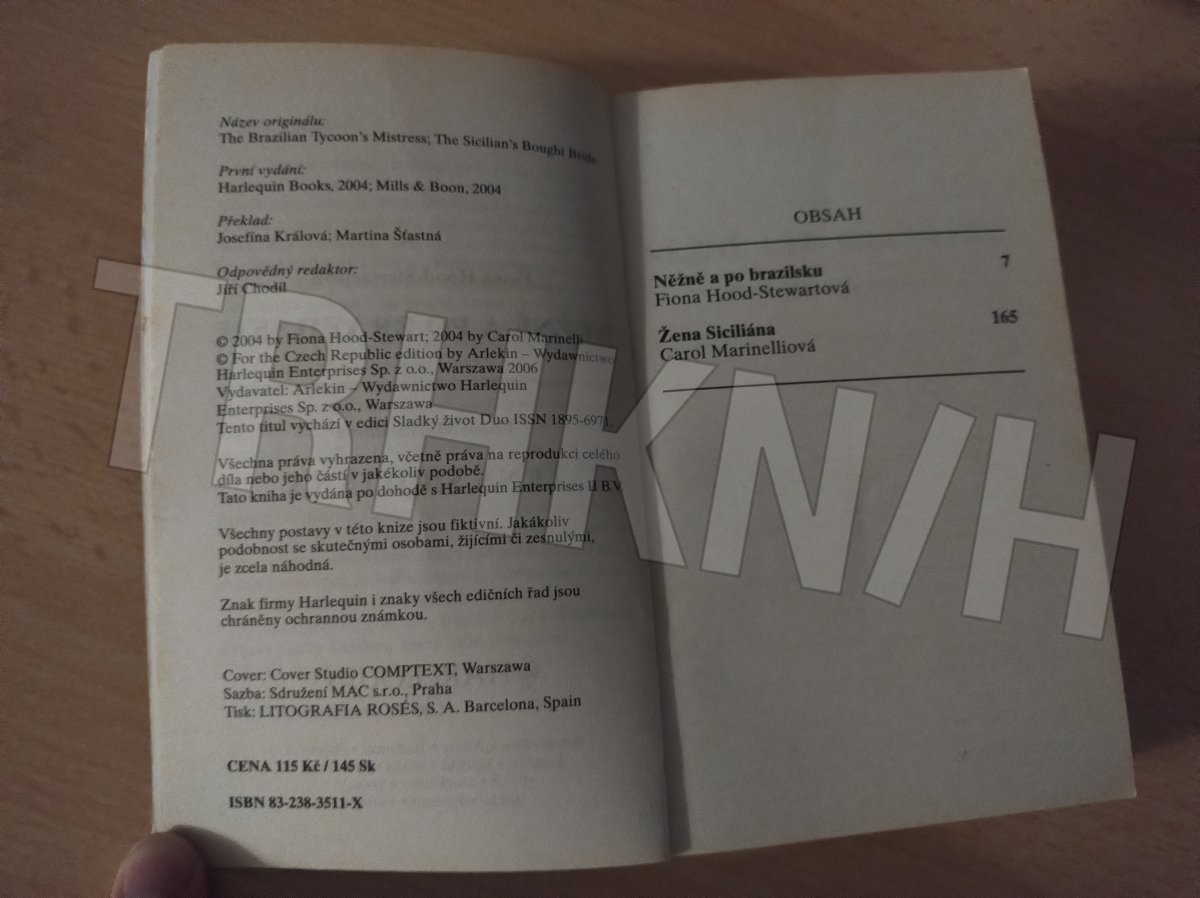 Název originálu:
The Brazilian Tycoon's Mistress; The Sicilian's Bought Bride
První vydání:
Harlequin Books, 2004; Mills & Boon, 2004
Překlad:
Josefína Králová; Martina Šťastná
Odpovědný redaktor:
Jiří Chodil
© 2004 by Fiona Hood-Stewart; 2004 by Carol Marinelli
© For the Czech Republic edition by Arlekin – Wydawnictwo
Harlequin Enterprises Sp. z o.o., Warszawa 2006
Vydavatel: Arlekin – Wydawnictwo Harlequin
Enterprises Sp. z o.o., Warszawa
Tento titul vychází v edici Sladký život Duo ISSN 1895-6971.
Všechna práva vyhrazena, včetně práva na reprodukci celého
díla nebo jeho částí v jakékoliv podobě.
Tato kniha je vydána po dohodě s Harlequin Enterprises II B.V.
Všechny postavy v této knize jsou fiktivní. Jakákoliv
podobnost se skutečnými osobami, žijícími či zesnulými,
je zcela náhodná.
Znak firmy Harlequin i znaky všech edičních řad jsou
chráněny ochrannou známkou.
Cover: Cover Studio COMPTEXT, Warszawa
Sazba: Sdružení MAC s.r.o., Praha
Tisk: LITOGRAFIA ROSÉS, S. A. Barcelona, Spain
CENA 115 Kč / 145 Sk
ISBN 83-238-3511-X
OBSAH
Něžně a po brazilsku 7
Fiona Hood-Stewartová
Žena Siciliána 165
Carol Marinelliová
TRHKN/H